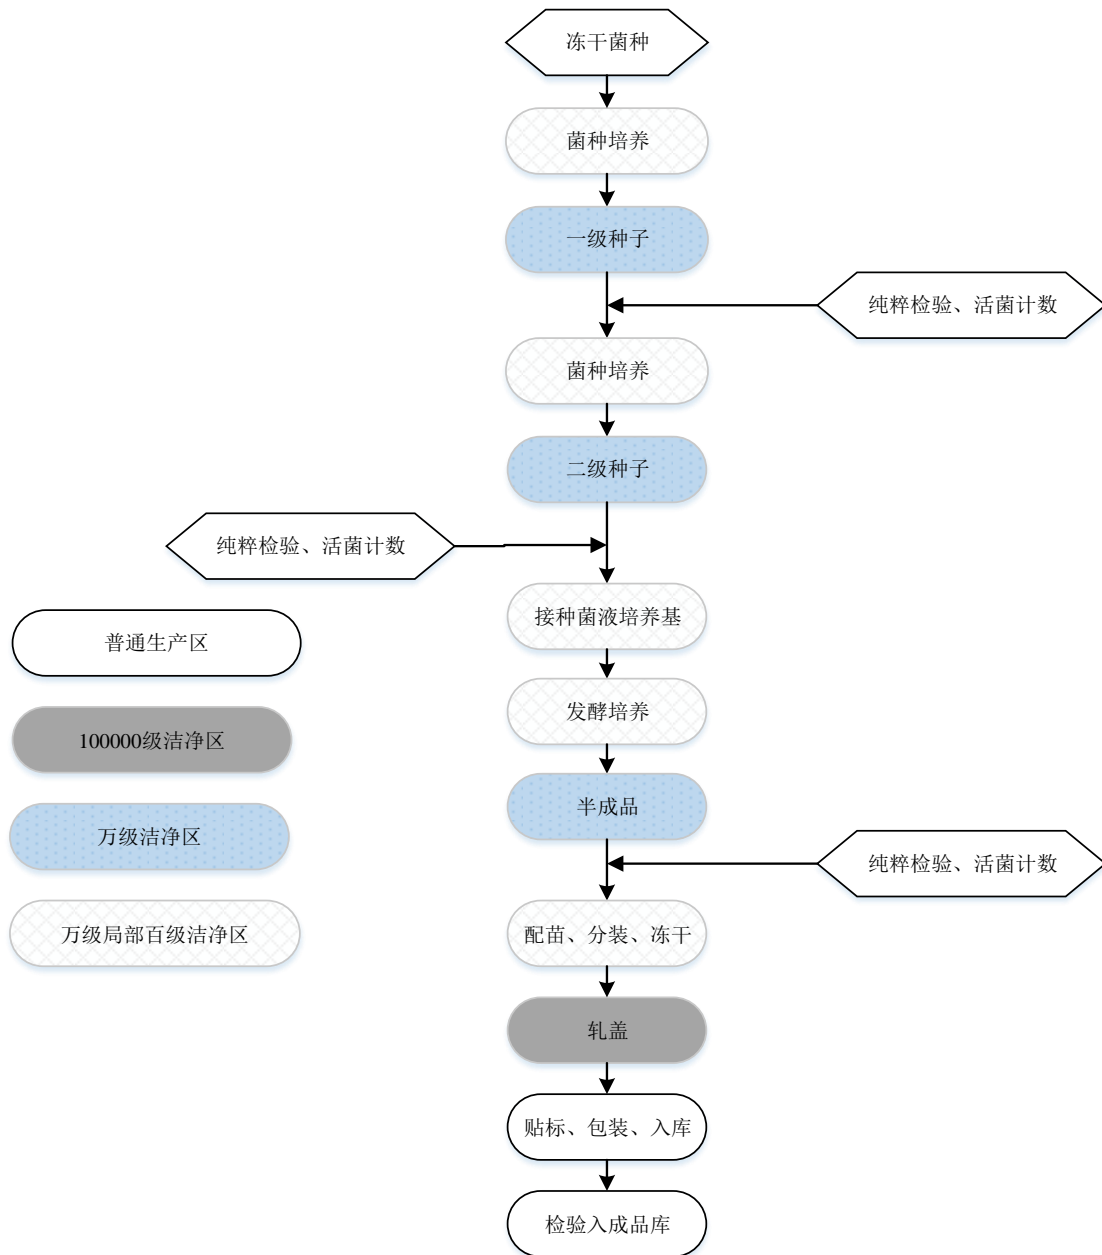 冻干菌种
菌种培养
一级种子
纯粹检验、活菌计数
菌种培养
二级种子
纯粹检验、活菌计数
接种菌液培养基
普通生产区
发酵培养
100000级洁净区
半成品
万级洁净区
纯粹检验、活菌计数
配苗、分装、冻干
万级局部百级洁净区
轧盖
贴标、包装、入库
检验入成品库